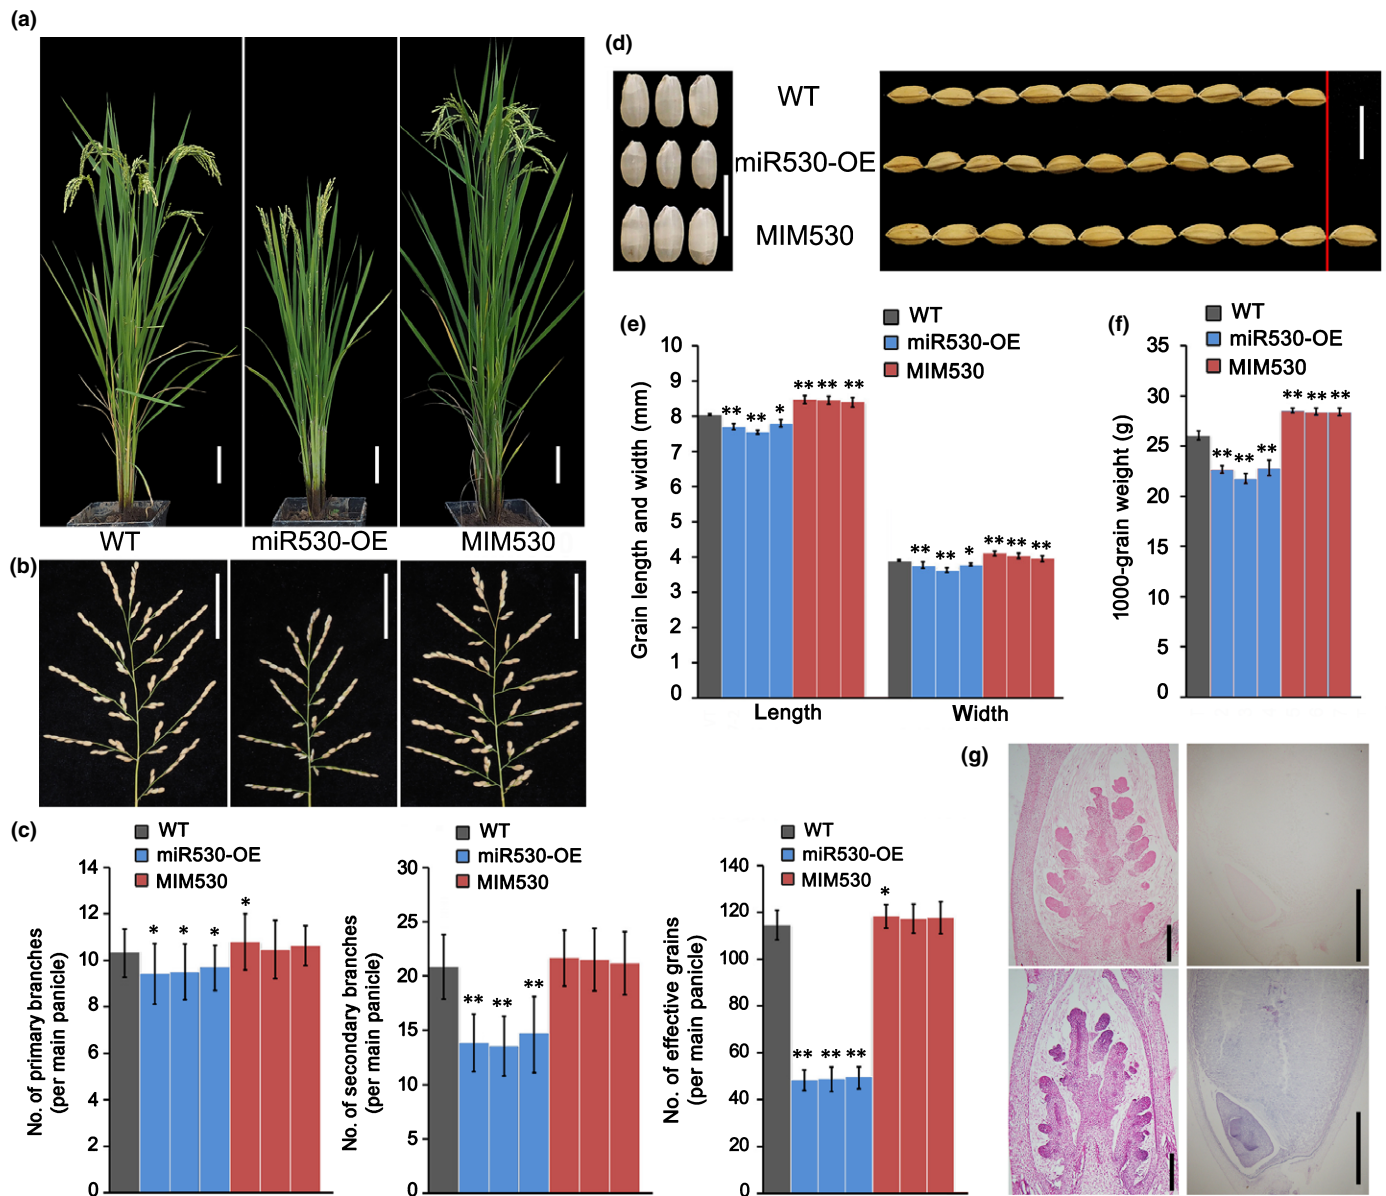 (a)
WT
miR530-OE
MIM530
(b)
(c)
WT
miR530-OE
MIM530
14
12
10
8
6
4
2
0
No. of primary branches
(per main panicle)
*
*
*
*
WT
miR530-OE
MIM530
30
25
20
15
10
5
0
No. of secondary branches
(per main panicle)
**
**
**
WT
miR530-OE
MIM530
140
120
100
80
60
40
20
0
No. of effective grains
(per main panicle)
**
**
**
*
(d)
WT
miR530-OE
MIM530
(e)
WT
miR530-OE
MIM530
10
9
8
7
6
5
4
3
2
1
0
Grain length and width (mm)
**
**
*
**
**
**
**
**
*
**
**
**
Length
Width
(f)
WT
miR530-OE
MIM530
35
30
25
20
15
10
5
0
1000-grain weight (g)
**
**
**
**
**
**
(g)